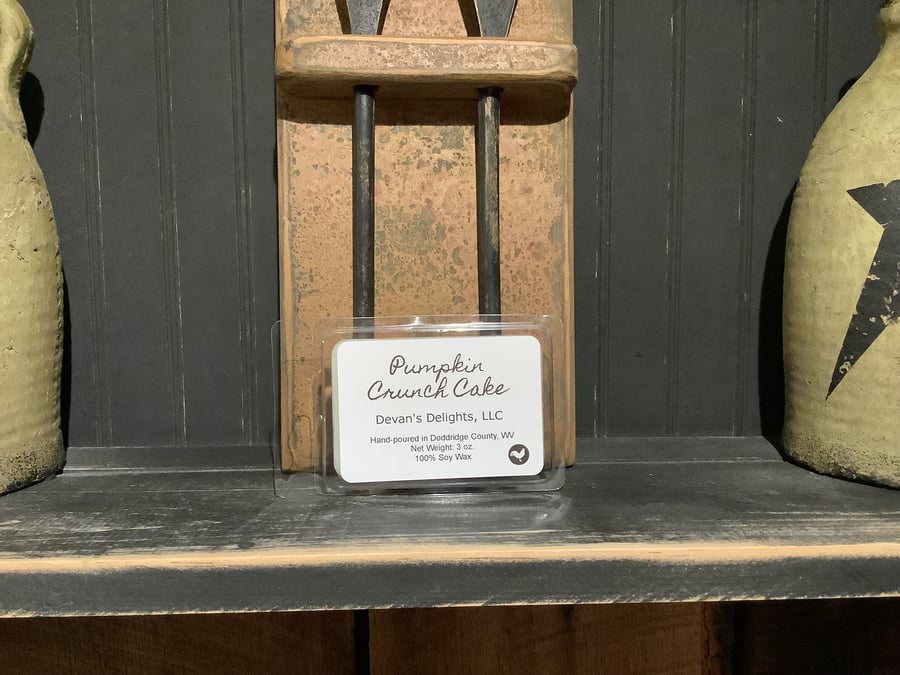 Pumpkin
Crunch Cake
Devan's Delights, LLC
Hand-poured in Doddridge County, WV
Net Weight: 3 oz.
100% Soy Wax